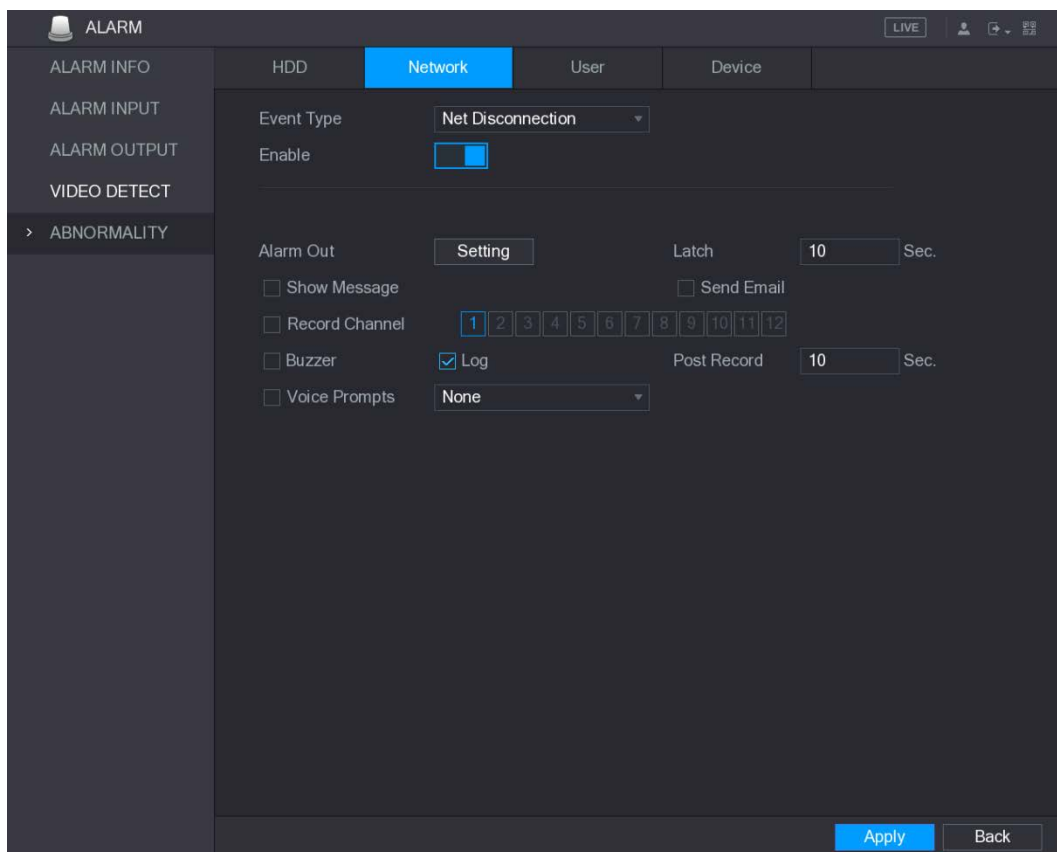 ALARM LIVE
ALARM INFO
ALARM INPUT
ALARM OUTPUT
VIDEO DETECT
> ABNORMALITY
HDD Network User Device
Event Type Net Disconnection
Enable
Alarm Out Setting Latch 10 Sec.
Show Message Send Email
Record Channel 1 2 3 4 5 6 7 8 9 10 11 12
Buzzer Log Post Record 10 Sec.
Voice Prompts None
Apply Back